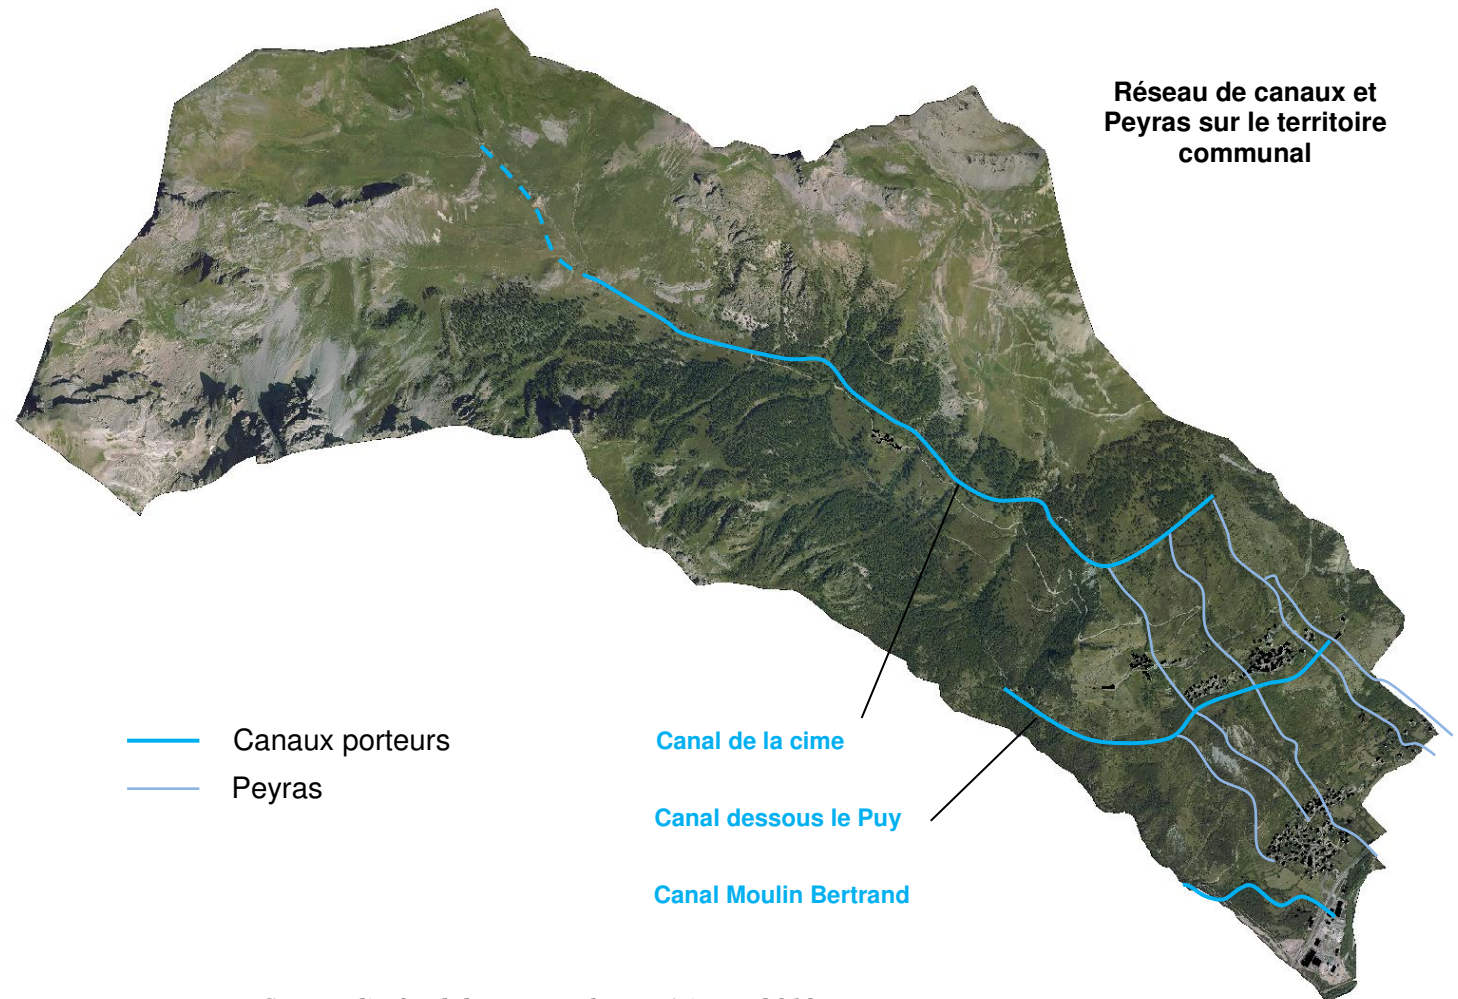 Réseau de canaux et
Peyras sur le territoire
communal
Canaux porteurs
Peyras
Canal de la cime
Canal dessous le Puy
Canal Moulin Bertrand